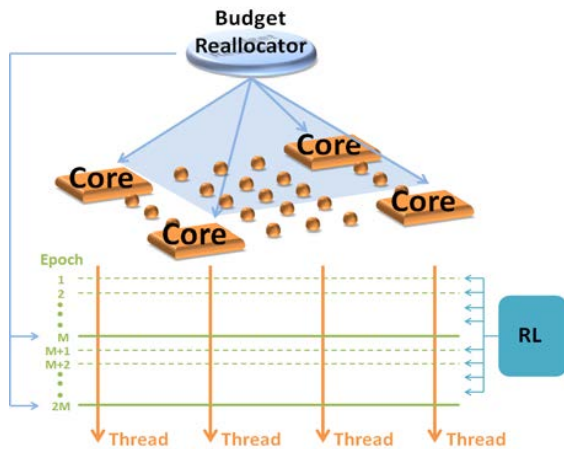 Budget
Reallocator
Core
Core
Core
Core
Epoch
1
2
M
RL
M+1
M+2
2M
Thread
Thread
Thread
Thread